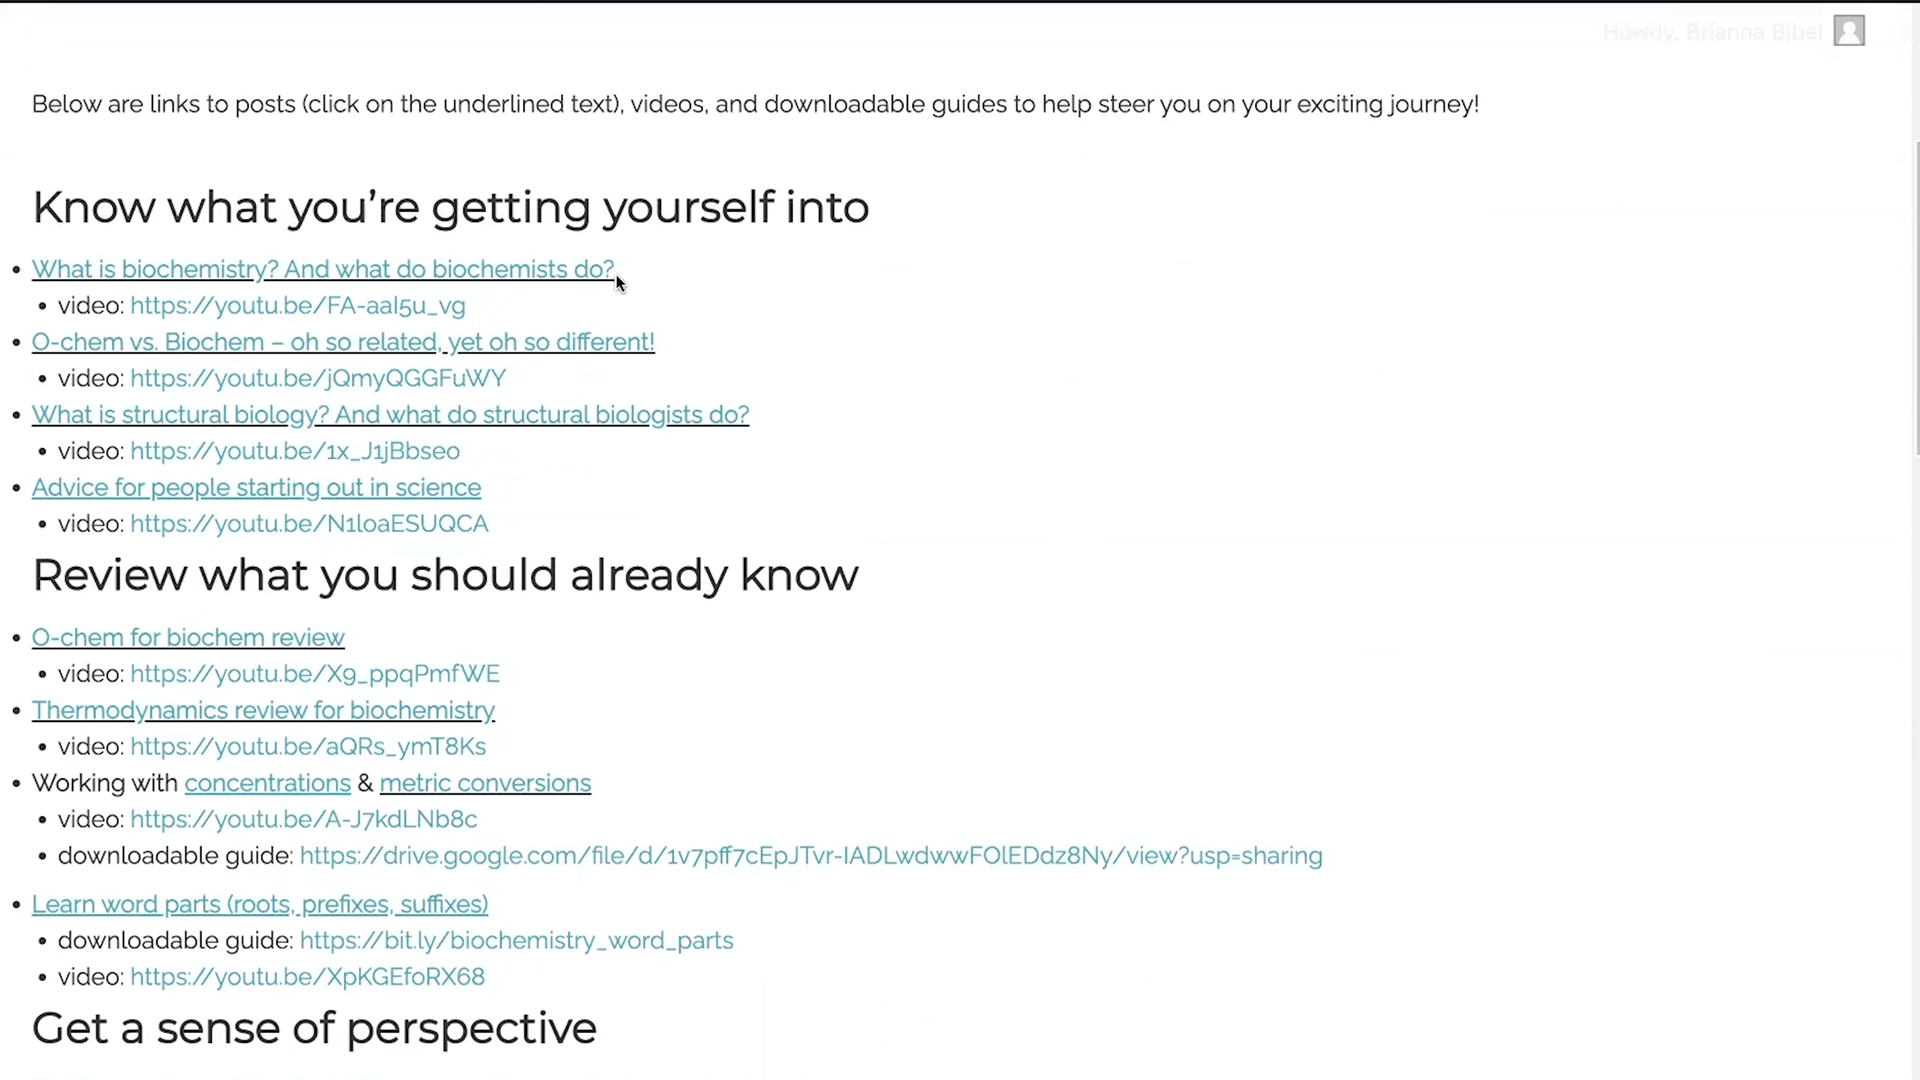 Howdy, Brianna Bibel
Below are links to posts (click on the underlined text), videos, and downloadable guides to help steer you on your exciting journey!
Know what you’re getting yourself into
• What is biochemistry? And what do biochemists do?
• video: https://youtu.be/FA-aaI5u_vg
• O-chem vs. Biochem – oh so related, yet oh so different!
• video: https://youtu.be/jQmyQGGFuWY
• What is structural biology? And what do structural biologists do?
• video: https://youtu.be/1x_J1jBbseo
• Advice for people starting out in science
• video: https://youtu.be/N1loaESUQCA
Review what you should already know
• O-chem for biochem review
• video: https://youtu.be/X9_ppqPmfWE
• Thermodynamics review for biochemistry
• video: https://youtu.be/aQRs_ymT8Ks
• Working with concentrations & metric conversions
• video: https://youtu.be/A-J7kdLNb8c
• downloadable guide: https://drive.google.com/file/d/1v7pff7cEpJTvr-IADLwdwwFOlEDdz8Ny/view?usp=sharing
• Learn word parts (roots, prefixes, suffixes)
• downloadable guide: https://bit.ly/biochemistry_word_parts
• video: https://youtu.be/XpKGEfoRX68
Get a sense of perspective